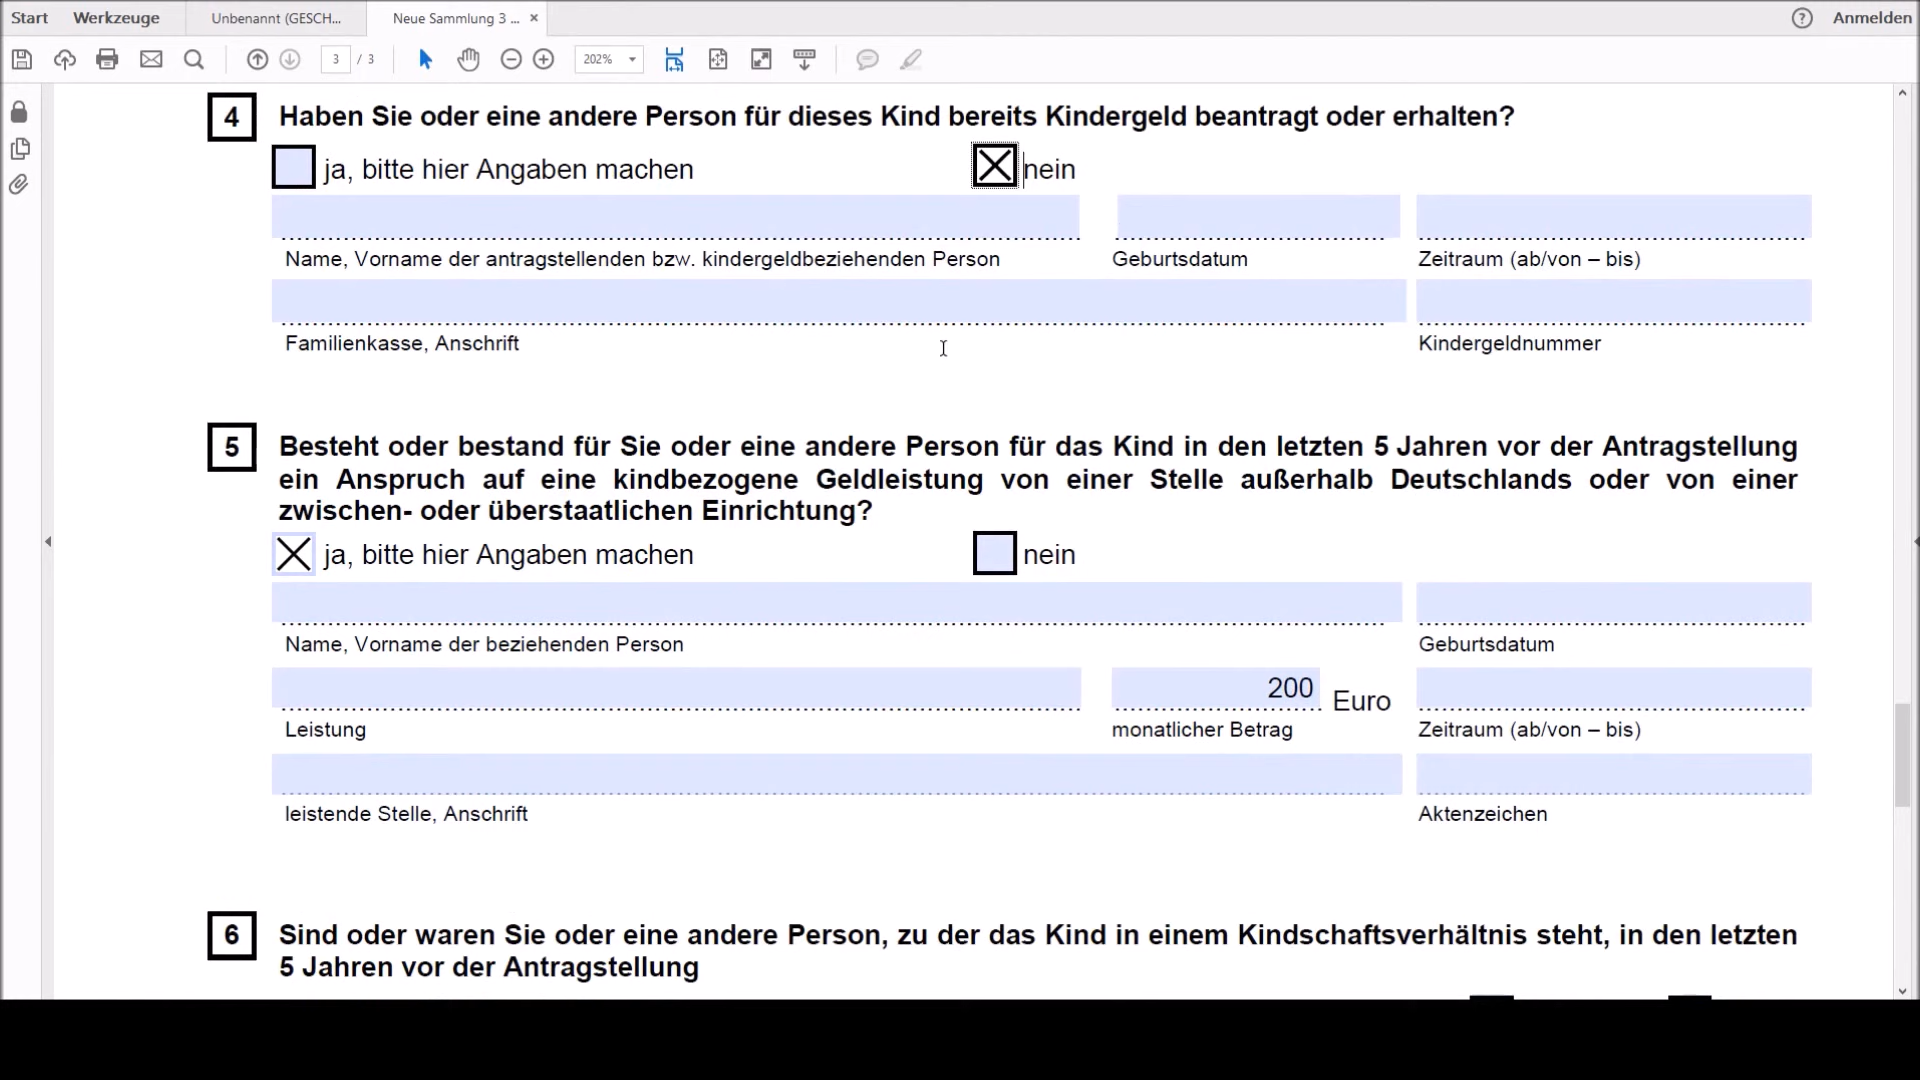 Start Werkzeuge Unbenannt (GESCH... Neue Sammlung 3 ... × ? Anmelden
3 / 3 202%
4 Haben Sie oder eine andere Person für dieses Kind bereits Kindergeld beantragt oder erhalten?
ja, bitte hier Angaben machen nein
Name, Vorname der antragstellenden bzw. kindergeldbeziehenden Person Geburtsdatum Zeitraum (ab/von – bis)
Familienkasse, Anschrift Kindergeldnummer
5 Besteht oder bestand für Sie oder eine andere Person für das Kind in den letzten 5 Jahren vor der Antragstellung
ein Anspruch auf eine kindbezogene Geldleistung von einer Stelle außerhalb Deutschlands oder von einer
zwischen- oder überstaatlichen Einrichtung?
ja, bitte hier Angaben machen nein
Name, Vorname der beziehenden Person Geburtsdatum
200 Euro
Leistung monatlicher Betrag Zeitraum (ab/von – bis)
leistende Stelle, Anschrift Aktenzeichen
6 Sind oder waren Sie oder eine andere Person, zu der das Kind in einem Kindschaftsverhältnis steht, in den letzten
5 Jahren vor der Antragstellung